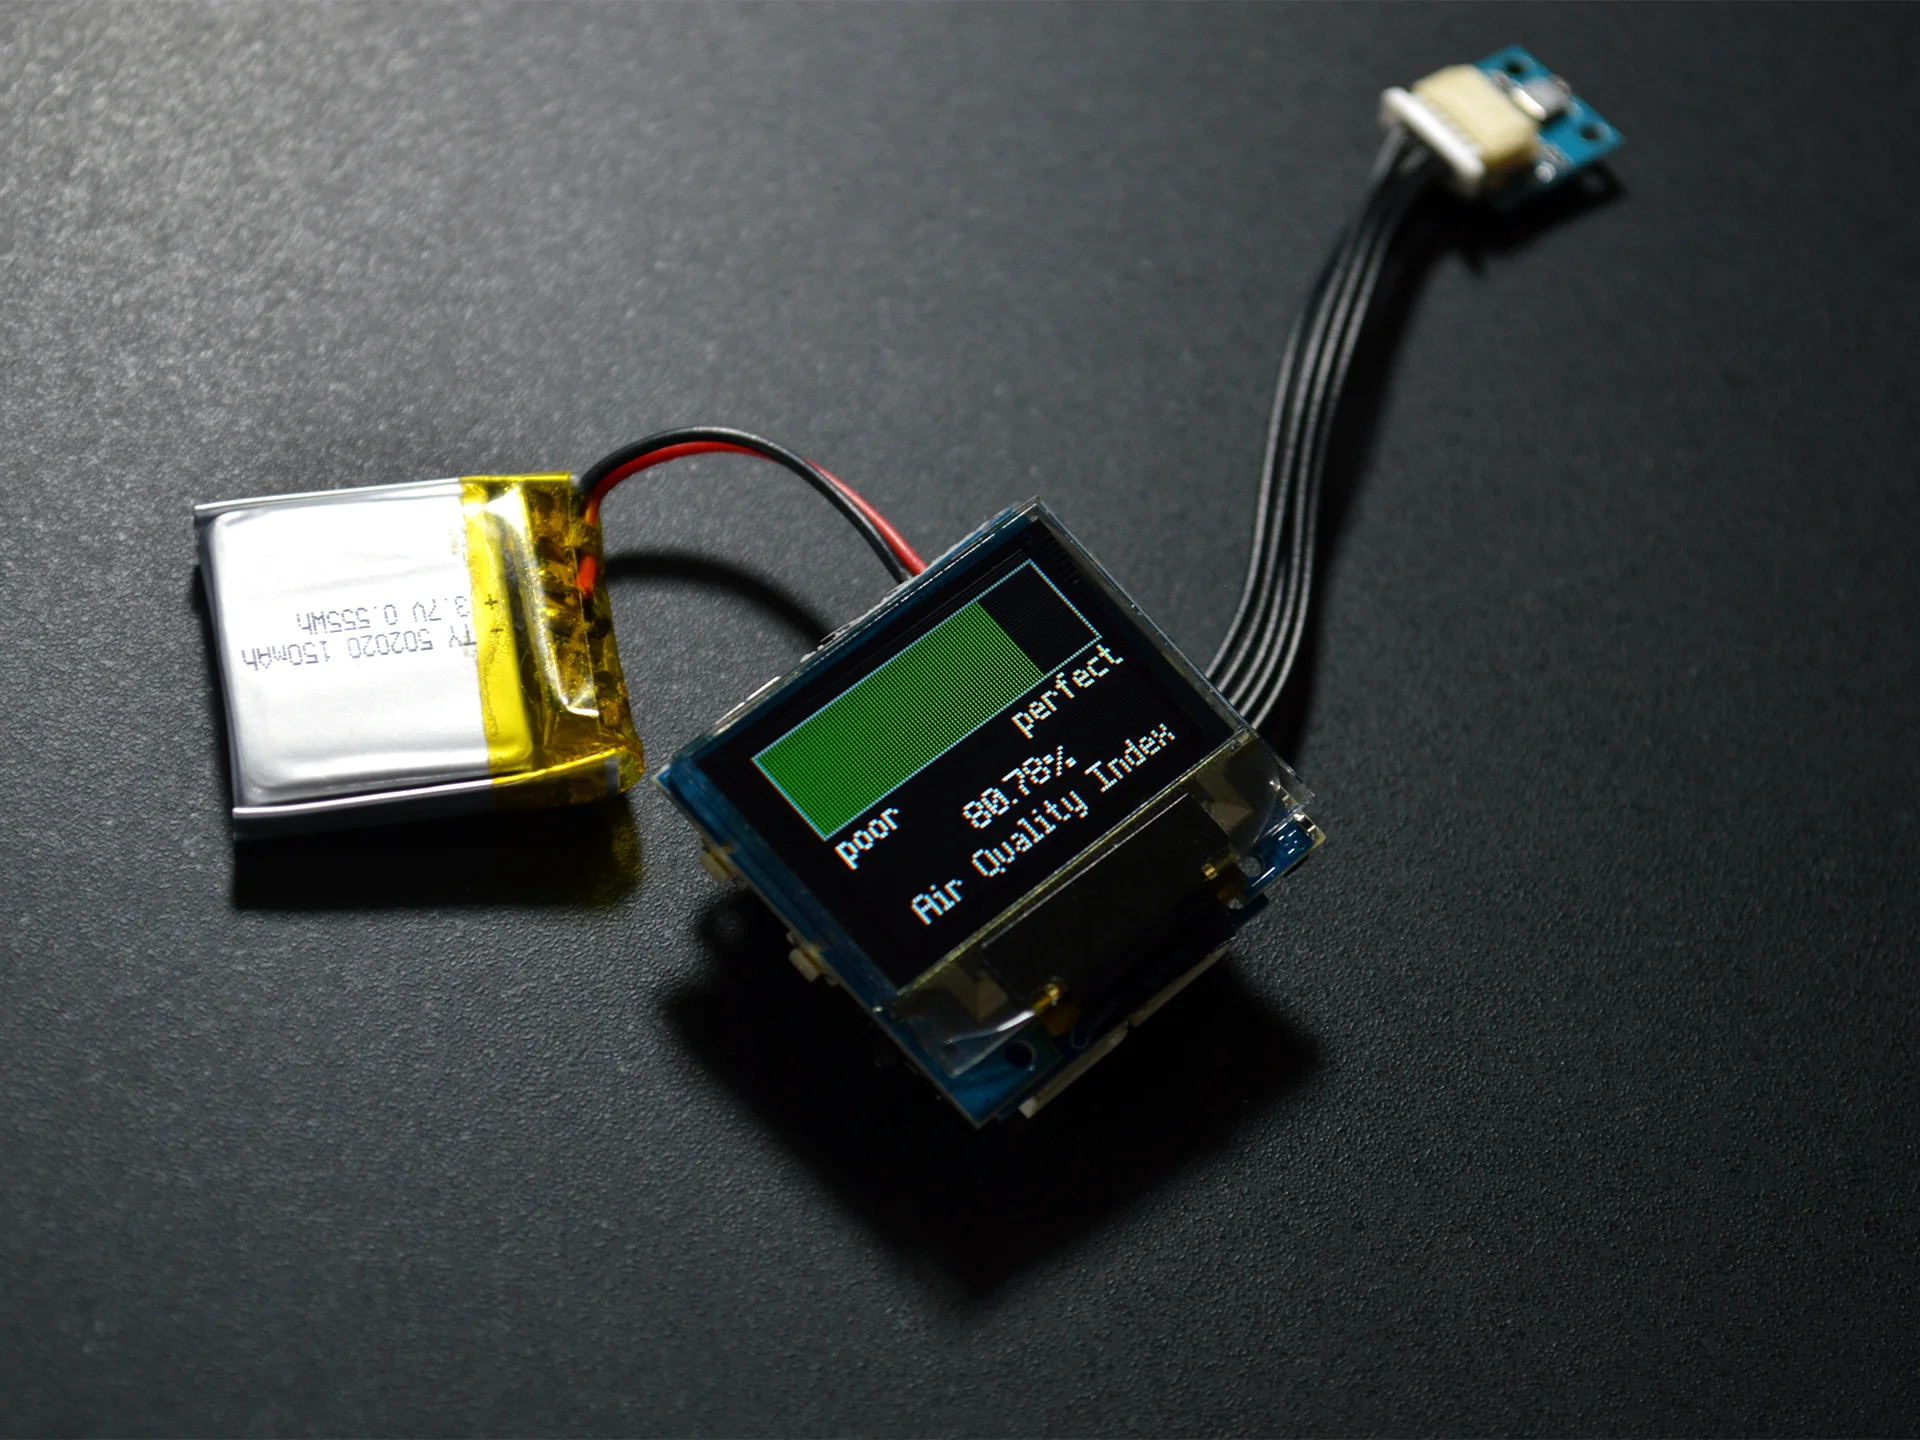 TY 502020 150mAh
3.7V 0.555Wh
+
-
poor perfect
80.78%
Air Quality Index